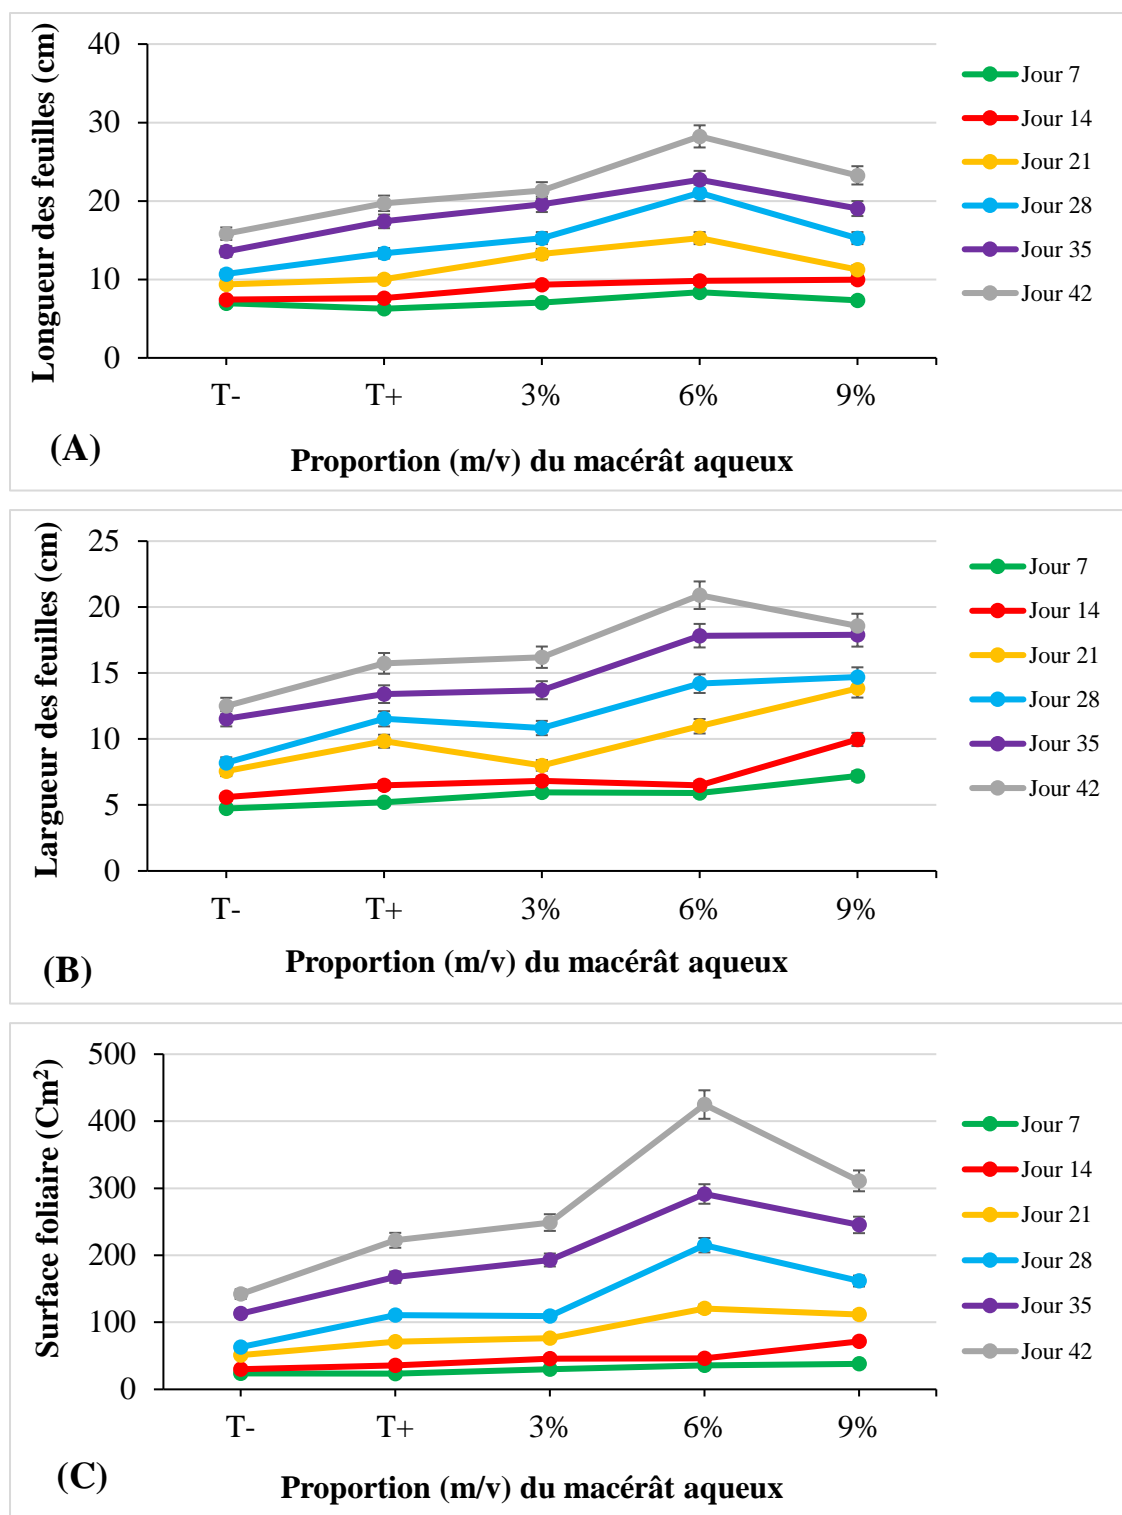 Longueur des feuilles (cm)
40
30
20
10
0
T-
T+
3%
6%
9%
Jour 7
Jour 14
Jour 21
Jour 28
Jour 35
Jour 42
(A)
Proportion (m/v) du macérât aqueux
Largueur des feuilles (cm)
25
20
15
10
5
0
T-
T+
3%
6%
9%
Jour 7
Jour 14
Jour 21
Jour 28
Jour 35
Jour 42
(B)
Proportion (m/v) du macérât aqueux
Surface foliaire (Cm²)
500
400
300
200
100
0
T-
T+
3%
6%
9%
Jour 7
Jour 14
Jour 21
Jour 28
Jour 35
Jour 42
(C)
Proportion (m/v) du macérât aqueux